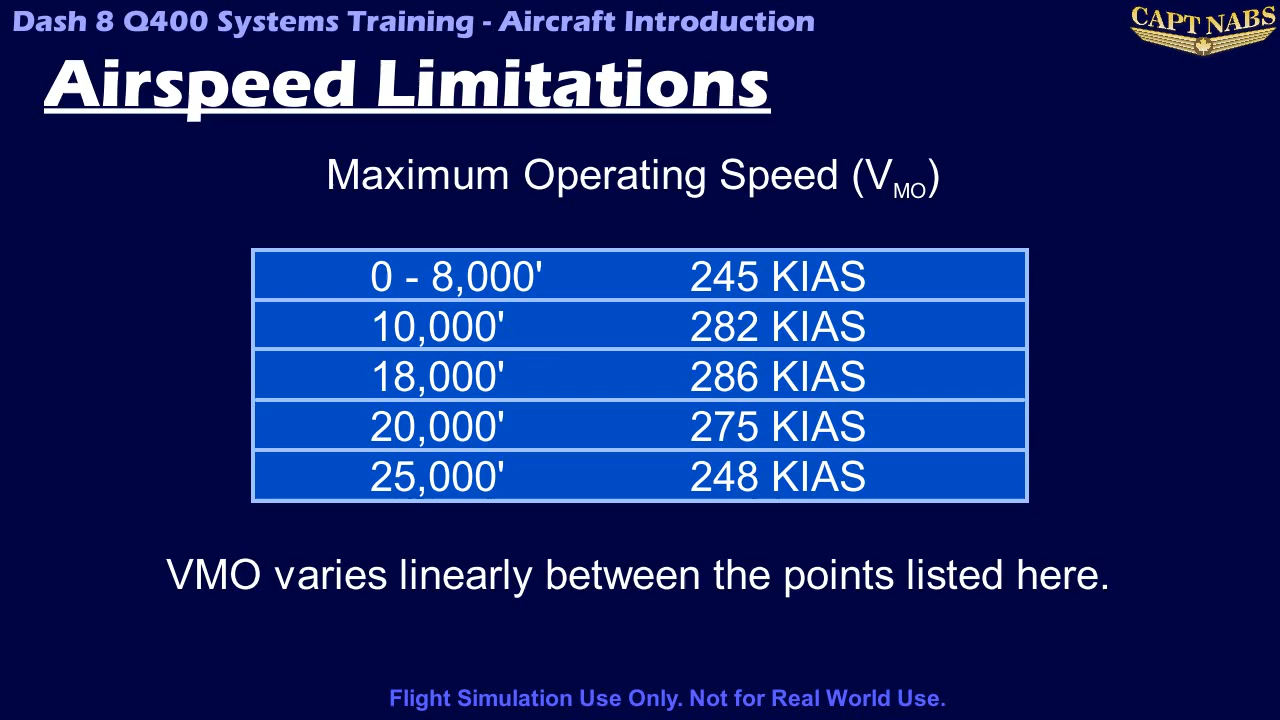 Dash 8 Q400 Systems Training - Aircraft Introduction
CAPT NABS
Airspeed Limitations
Maximum Operating Speed (VMO)
0 - 8,000' 245 KIAS
10,000' 282 KIAS
18,000' 286 KIAS
20,000' 275 KIAS
25,000' 248 KIAS
VMO varies linearly between the points listed here.
Flight Simulation Use Only. Not for Real World Use.